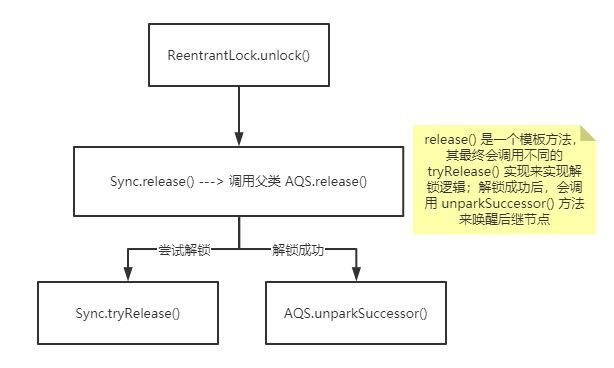 ReentrantLock.unlock()
release() 是一个模板方法，
其最终会调用不同的
tryRelease() 实现来实现解
锁逻辑；解锁成功后，会调
用 unparkSuccessor() 方法
来唤醒后继节点
Sync.release() ---> 调用父类 AQS.release()
尝试解锁
解锁成功
Sync.tryRelease()
AQS.unparkSuccessor()